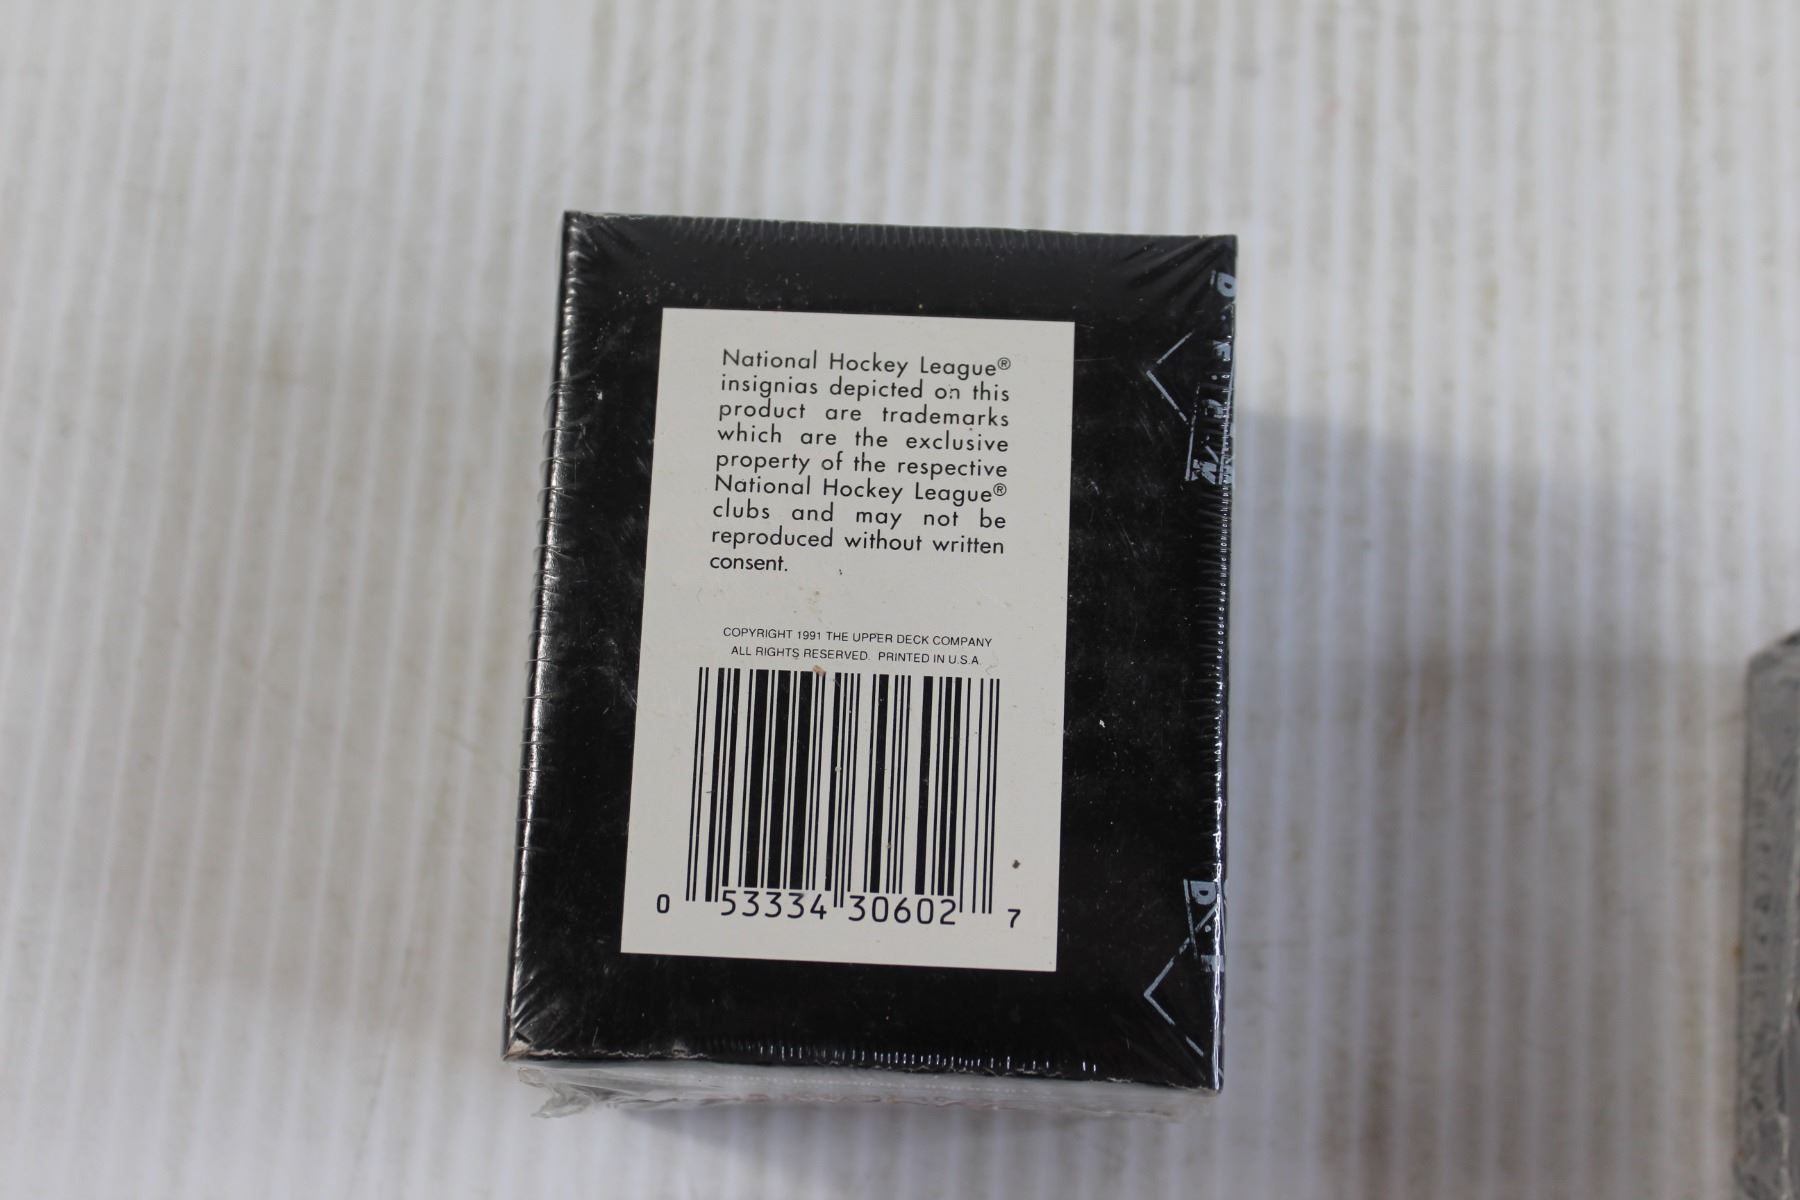 National Hockey League®
insignias depicted on this
product are trademarks
which are the exclusive
property of the respective
National Hockey League®
clubs and may not be
reproduced without written
consent.
COPYRIGHT 1991 THE UPPER DECK COMPANY
ALL RIGHTS RESERVED. PRINTED IN U.S.A.
0 53334 30602 7